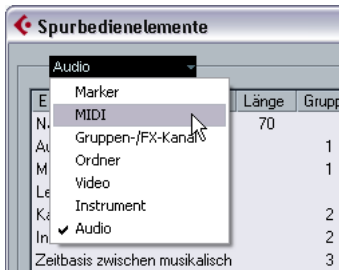 Spurbedienelemente
Audio
Länge Grupp
Marker
MIDI
Gruppen-/FX-Kanal
Ordner
Video
Instrument
Audio
70
1
1
2
2
Zeitbasis zwischen musikalisch 3